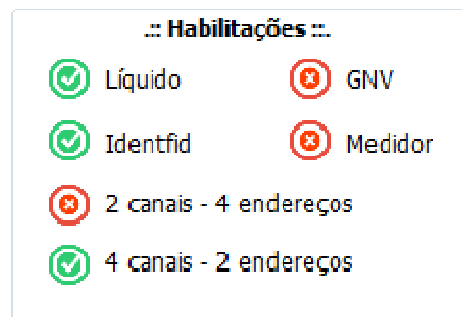 .:: Habilitações ::.
Líquido GNV
Identfid Medidor
2 canais - 4 endereços
4 canais - 2 endereços